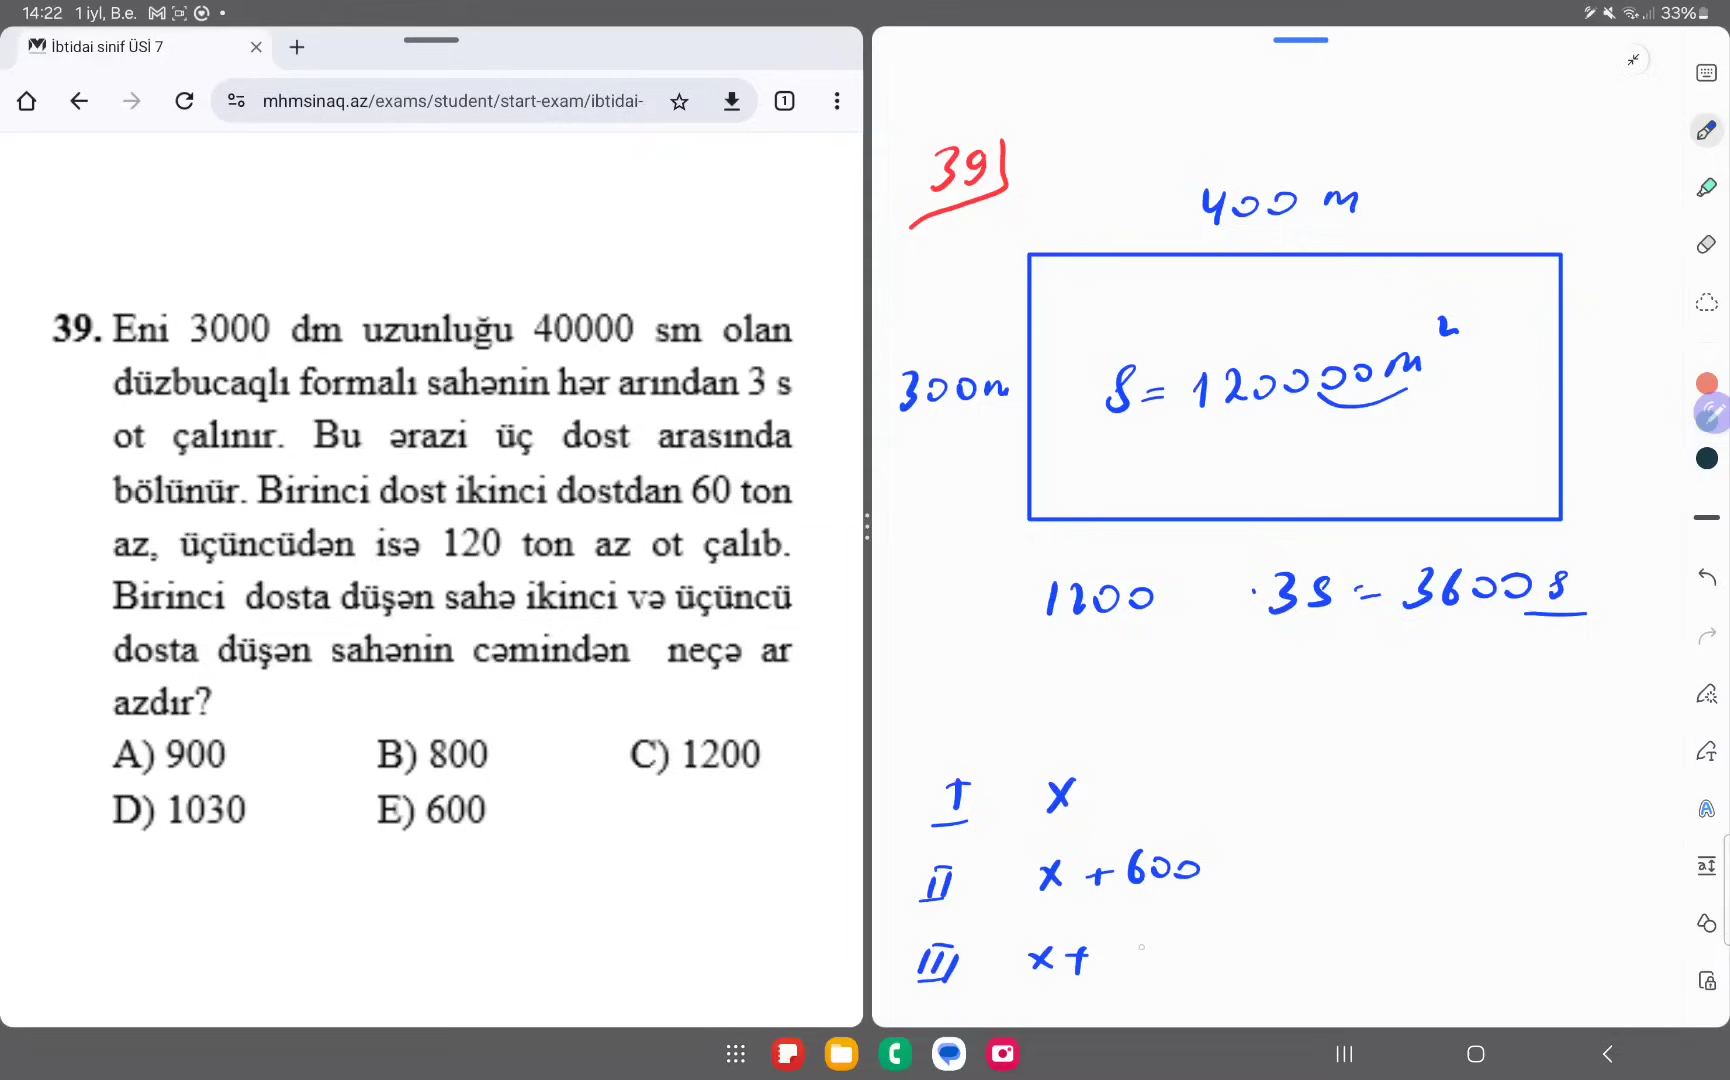 14:22 1 iyl, B.e.
33%
İbtidai sinif ÜSİ 7
mhmsinaq.az/exams/student/start-exam/ibtidai-
1
39. Eni 3000 dm uzunluğu 40000 sm olan
düzbucaqlı formalı sahənin hər arından 3 s
ot çalınır. Bu ərazi üç dost arasında
bölünür. Birinci dost ikinci dostdan 60 ton
az, üçüncüdən isə 120 ton az ot çalıb.
Birinci dosta düşən sahə ikinci və üçüncü
dosta düşən sahənin cəmindən neçə ar
azdır?
A) 900 B) 800 C) 1200
D) 1030 E) 600
39)
400 m
300m
S = 120000m²
1200 · 3s = 3600 s
I x
II x + 600
III x +